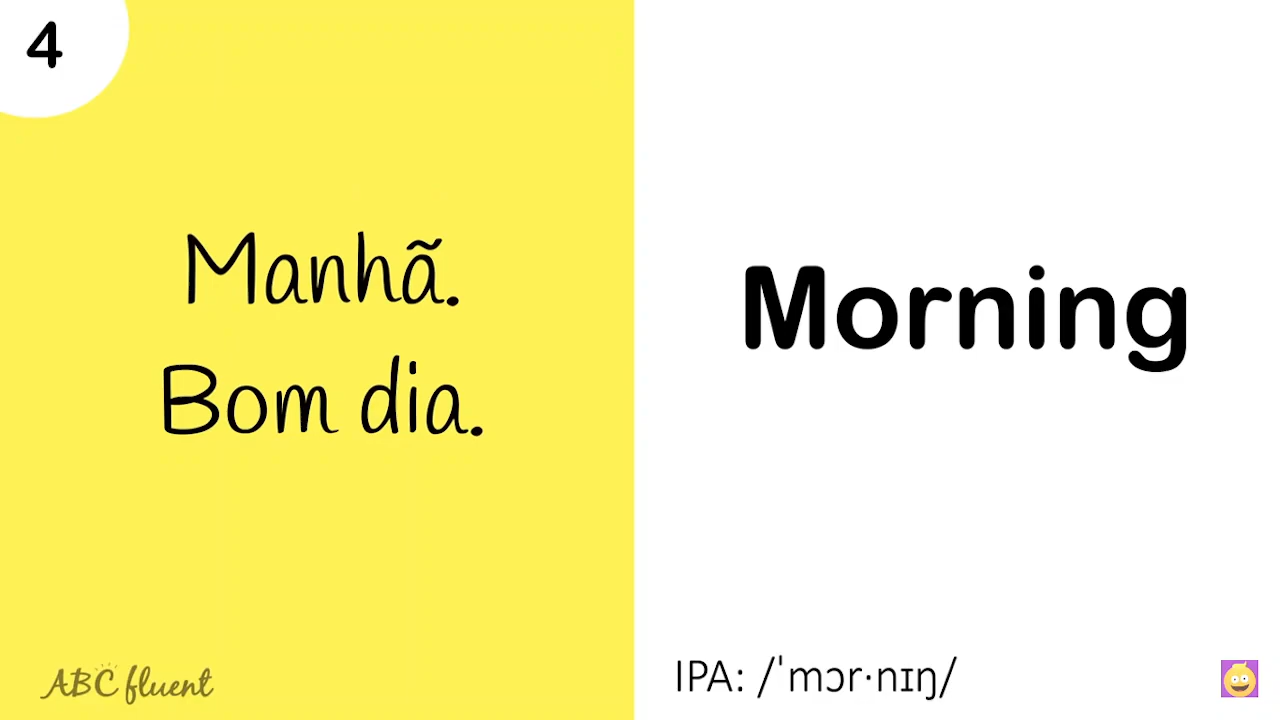 4
Manhã.
Bom dia.
Morning
ABC fluent
IPA: /ˈmɔr·nɪŋ/